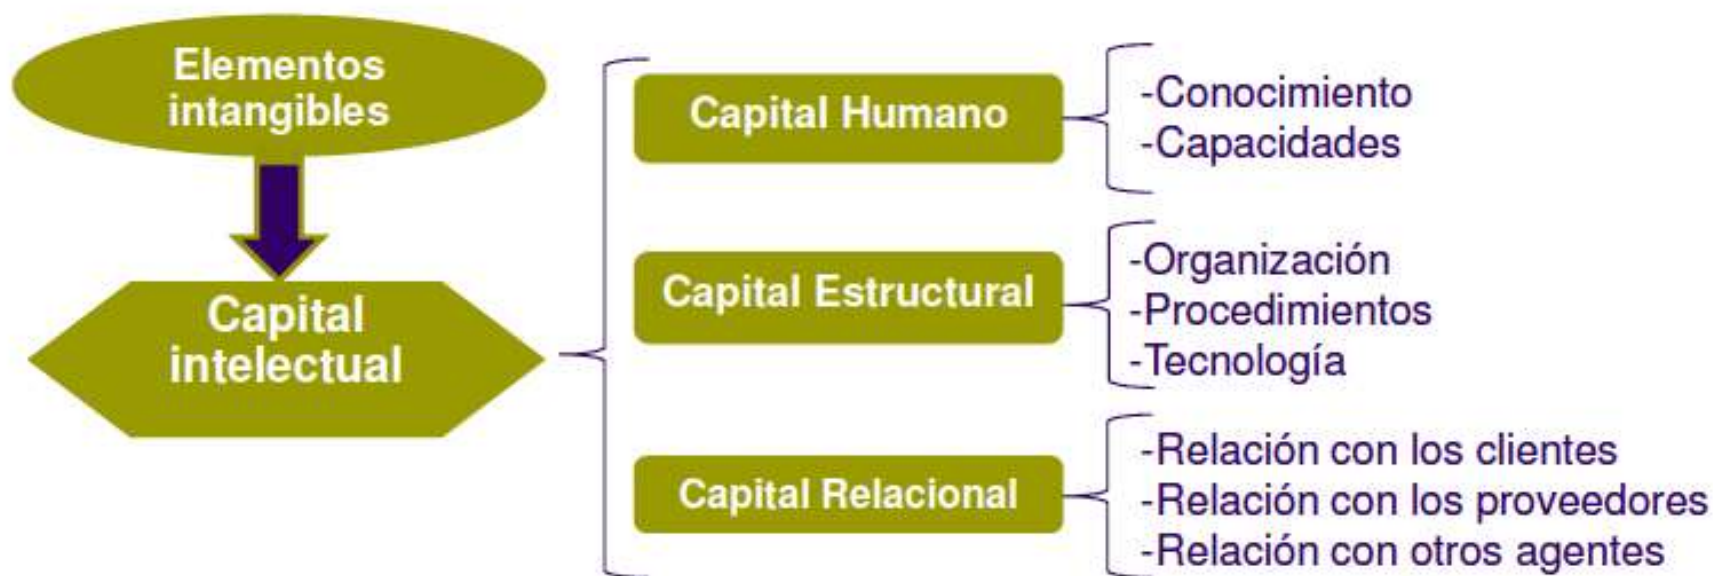 Elementos
intangibles
Capital
intelectual
Capital Humano
-Conocimiento
-Capacidades
Capital Estructural
-Organización
-Procedimientos
-Tecnología
Capital Relacional
-Relación con los clientes
-Relación con los proveedores
-Relación con otros agentes